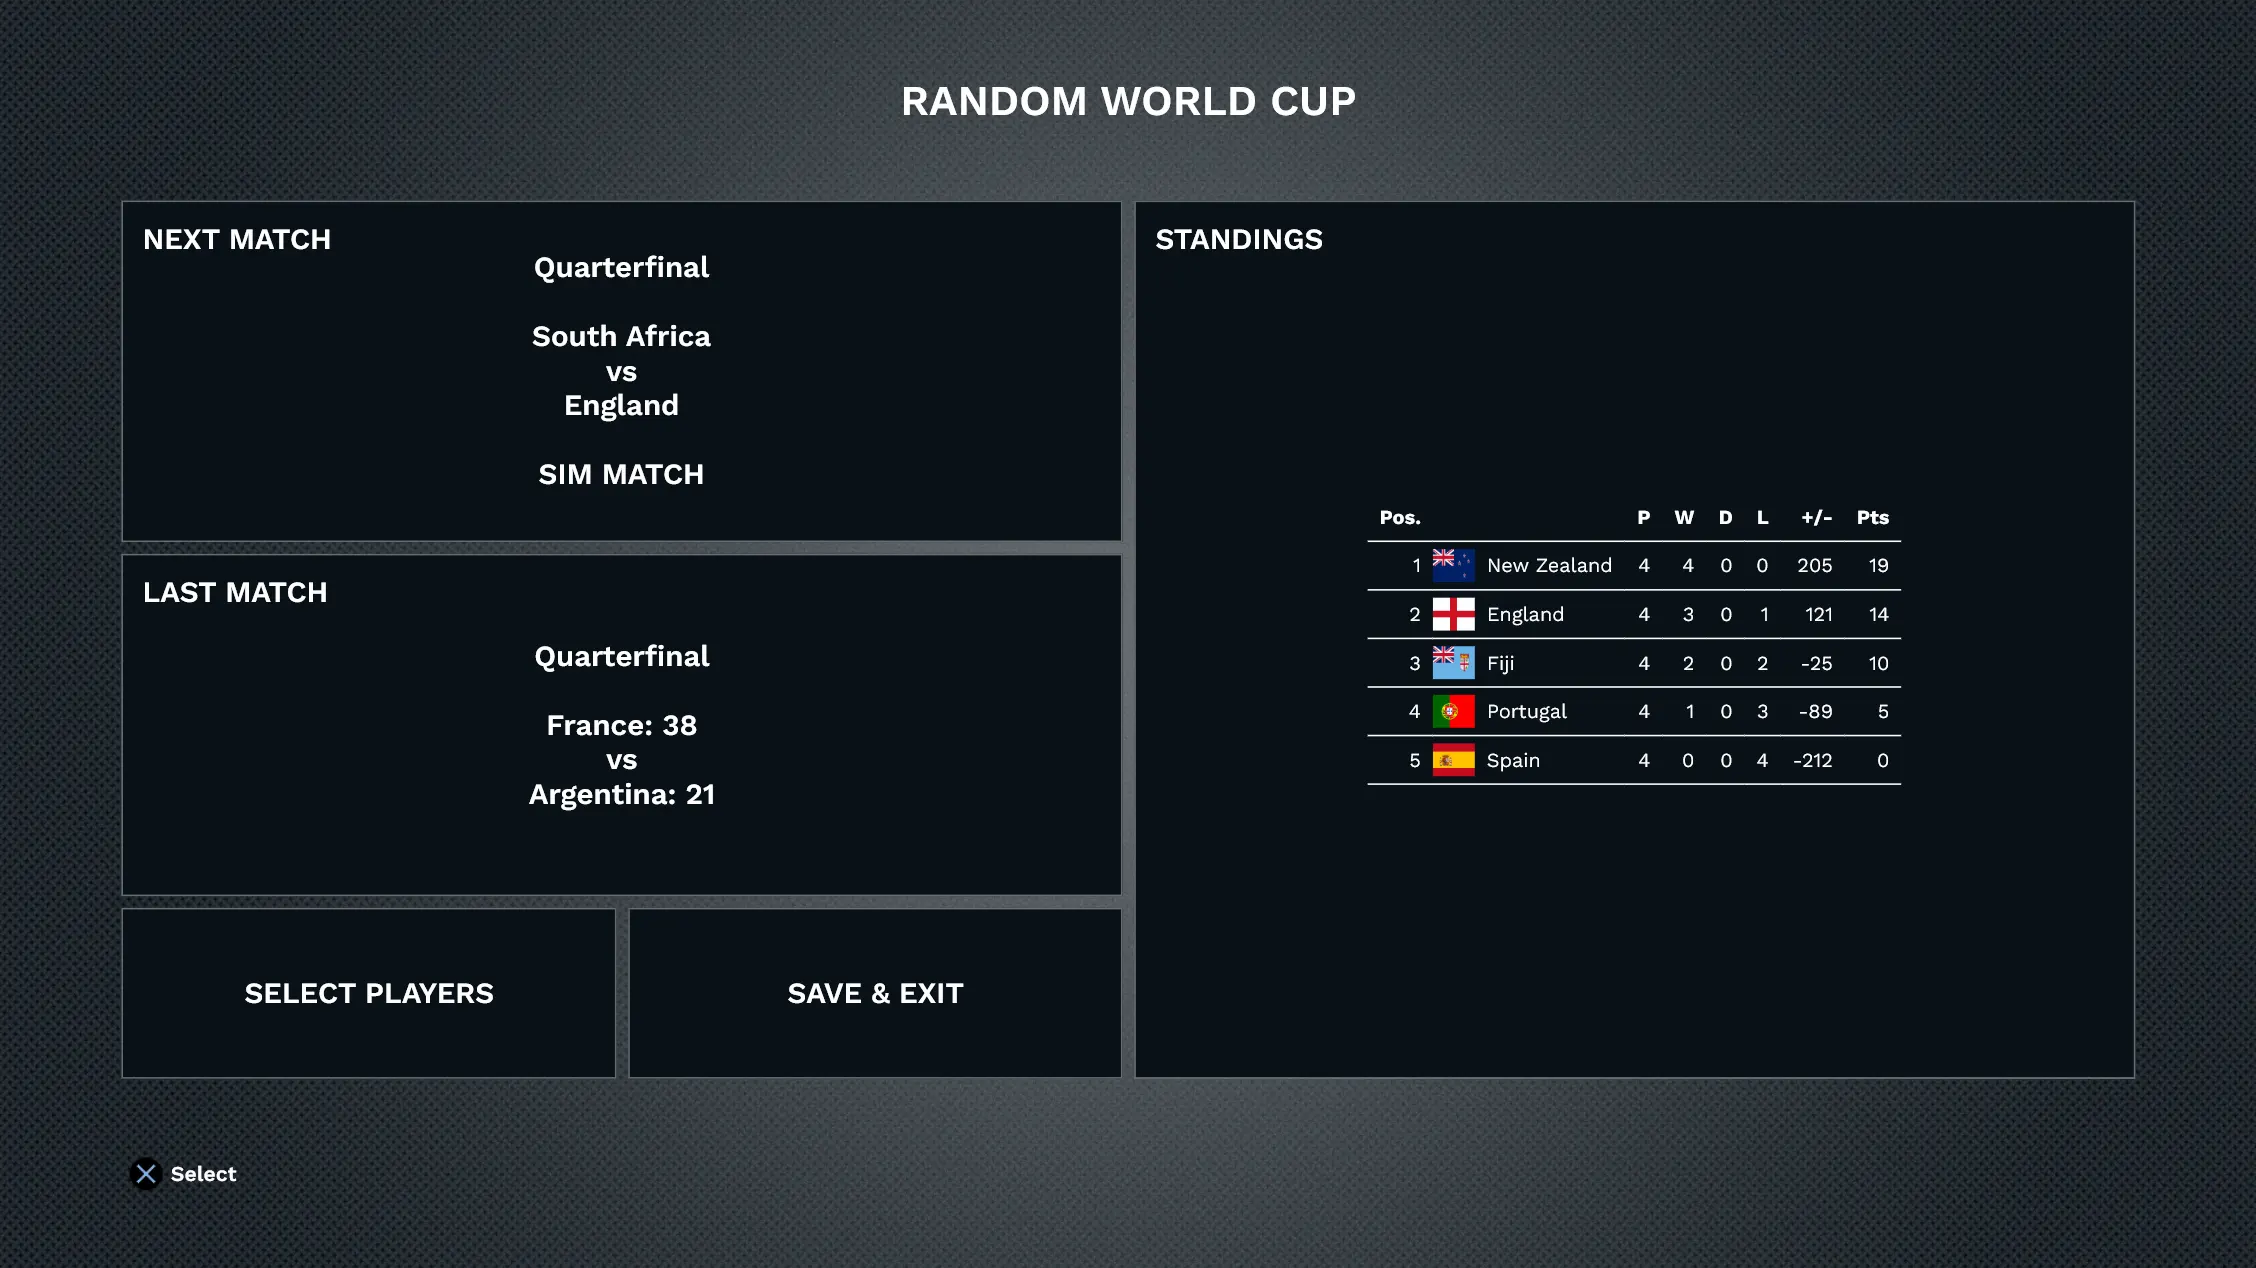 RANDOM WORLD CUP
NEXT MATCH
Quarterfinal
South Africa
vs
England
SIM MATCH
LAST MATCH
Quarterfinal
France: 38
vs
Argentina: 21
SELECT PLAYERS
SAVE & EXIT
STANDINGS
Pos. P W D L +/- Pts
1 New Zealand 4 4 0 0 205 19
2 England 4 3 0 1 121 14
3 Fiji 4 2 0 2 -25 10
4 Portugal 4 1 0 3 -89 5
5 Spain 4 0 0 4 -212 0
Select